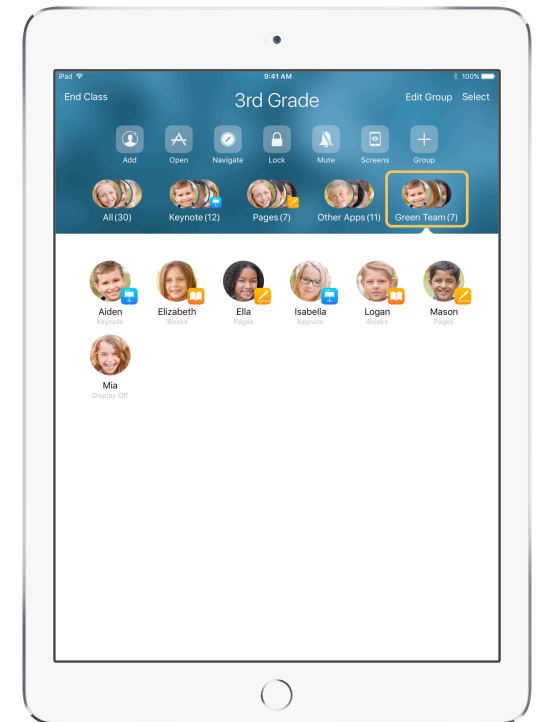 iPad 9:41 AM 100%
End Class 3rd Grade Edit Group Select
Add Open Navigate Lock Mute Screens Group
All (30) Keynote (12) Pages (7) Other Apps (11) Green Team (7)
Aiden Elizabeth Ella Isabella Logan Mason
Keynote iBooks Pages Keynote iBooks Pages
Mia
Display Off